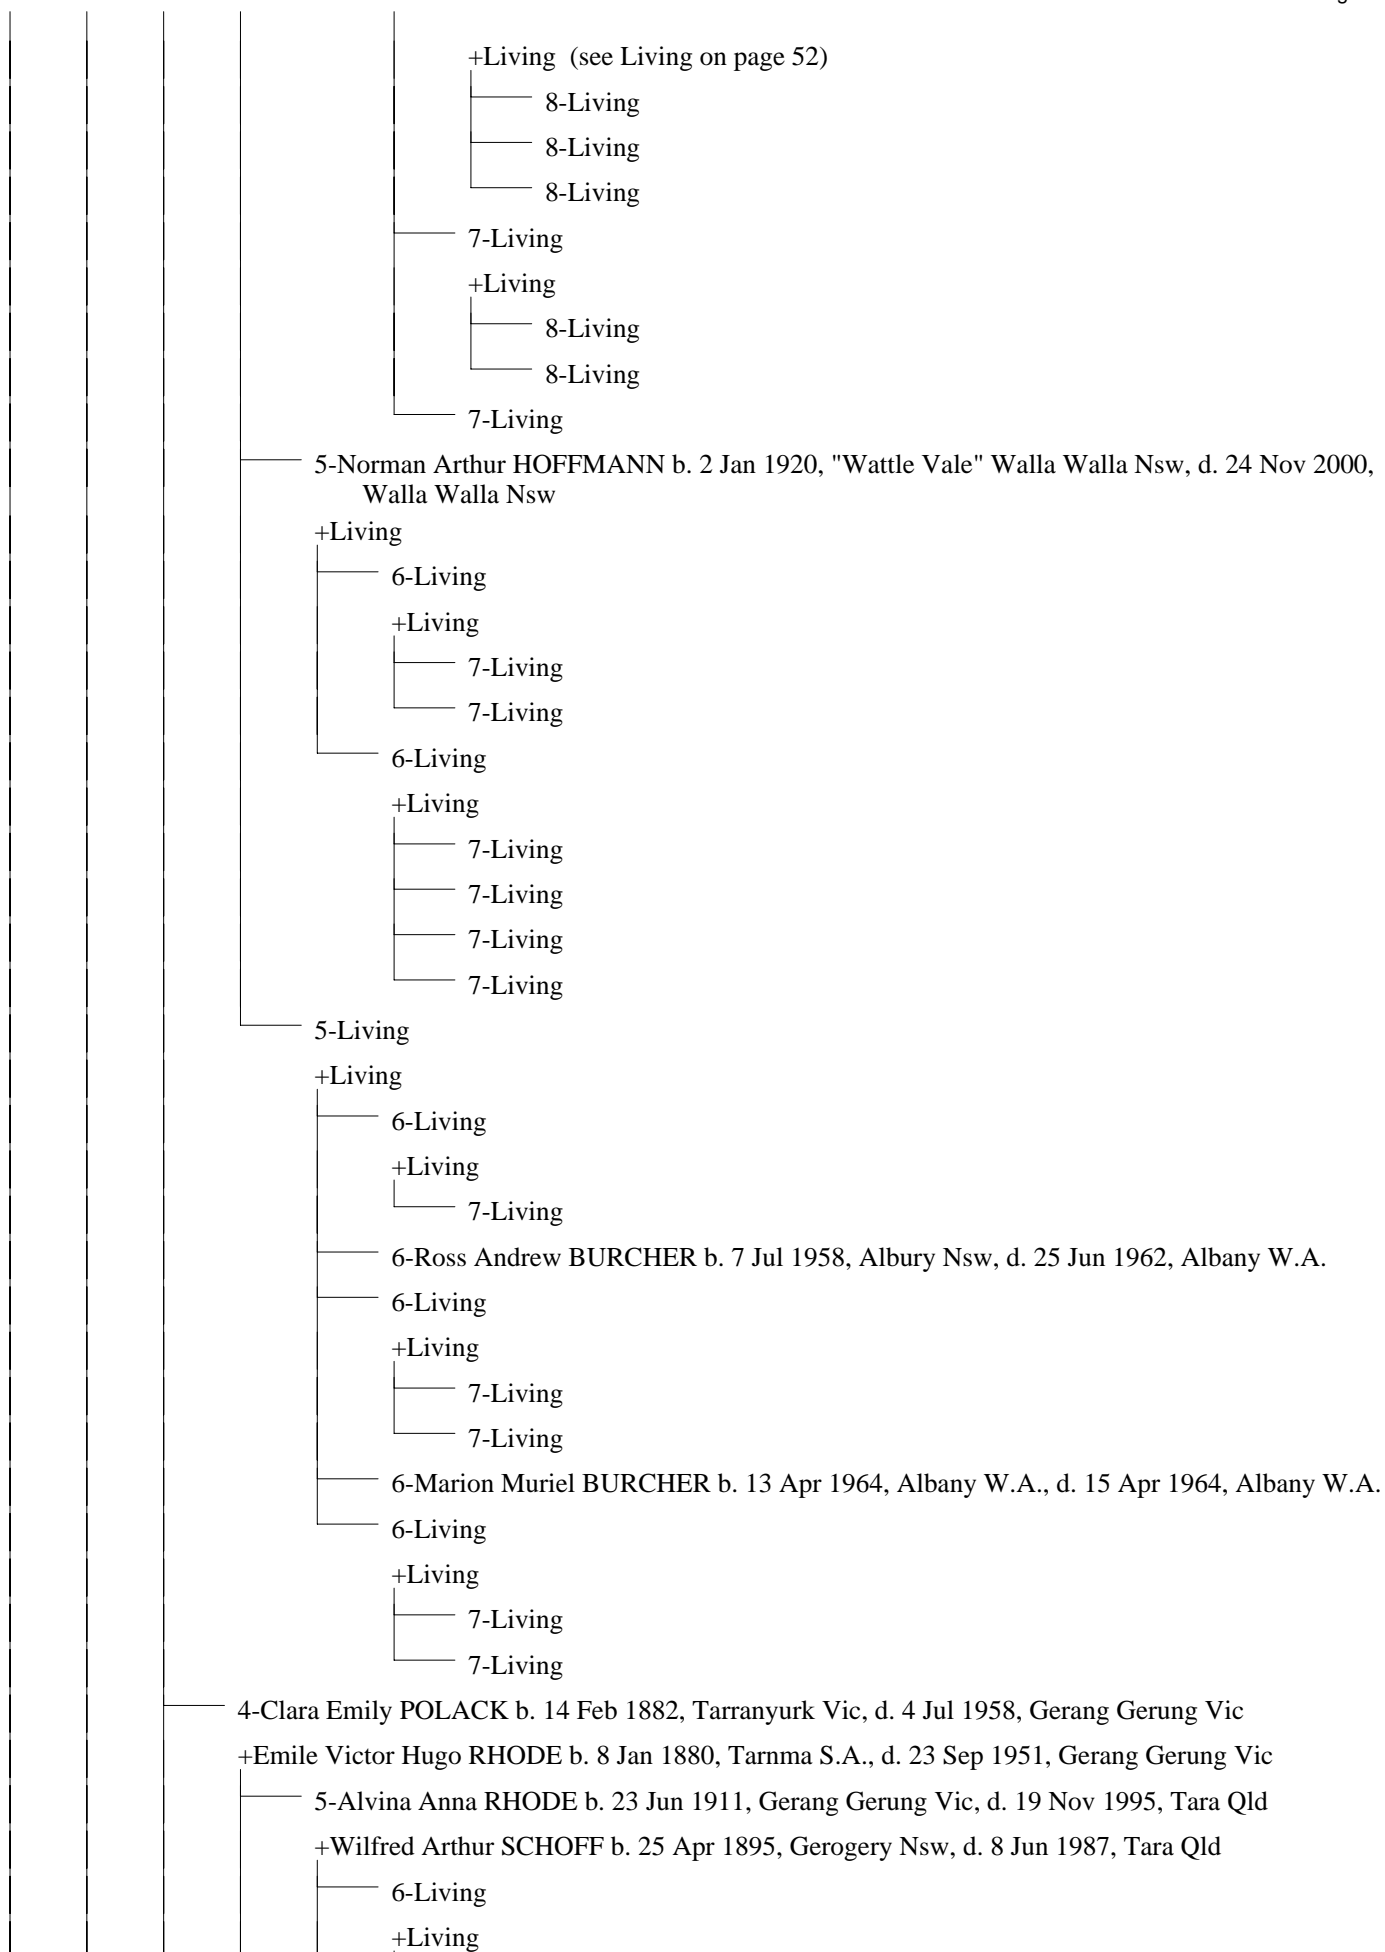 +Living (see Living on page 52)
8-Living
8-Living
8-Living
7-Living
+Living
8-Living
8-Living
7-Living
5-Norman Arthur HOFFMANN b. 2 Jan 1920, "Wattle Vale" Walla Walla Nsw, d. 24 Nov 2000,
Walla Walla Nsw
+Living
6-Living
+Living
7-Living
7-Living
6-Living
+Living
7-Living
7-Living
7-Living
7-Living
5-Living
+Living
6-Living
+Living
7-Living
6-Ross Andrew BURCHER b. 7 Jul 1958, Albury Nsw, d. 25 Jun 1962, Albany W.A.
6-Living
+Living
7-Living
7-Living
6-Marion Muriel BURCHER b. 13 Apr 1964, Albany W.A., d. 15 Apr 1964, Albany W.A.
6-Living
+Living
7-Living
7-Living
4-Clara Emily POLACK b. 14 Feb 1882, Tarranyurk Vic, d. 4 Jul 1958, Gerang Gerung Vic
+Emile Victor Hugo RHODE b. 8 Jan 1880, Tarnma S.A., d. 23 Sep 1951, Gerang Gerung Vic
5-Alvina Anna RHODE b. 23 Jun 1911, Gerang Gerung Vic, d. 19 Nov 1995, Tara Qld
+Wilfred Arthur SCHOFF b. 25 Apr 1895, Gerogery Nsw, d. 8 Jun 1987, Tara Qld
6-Living
+Living